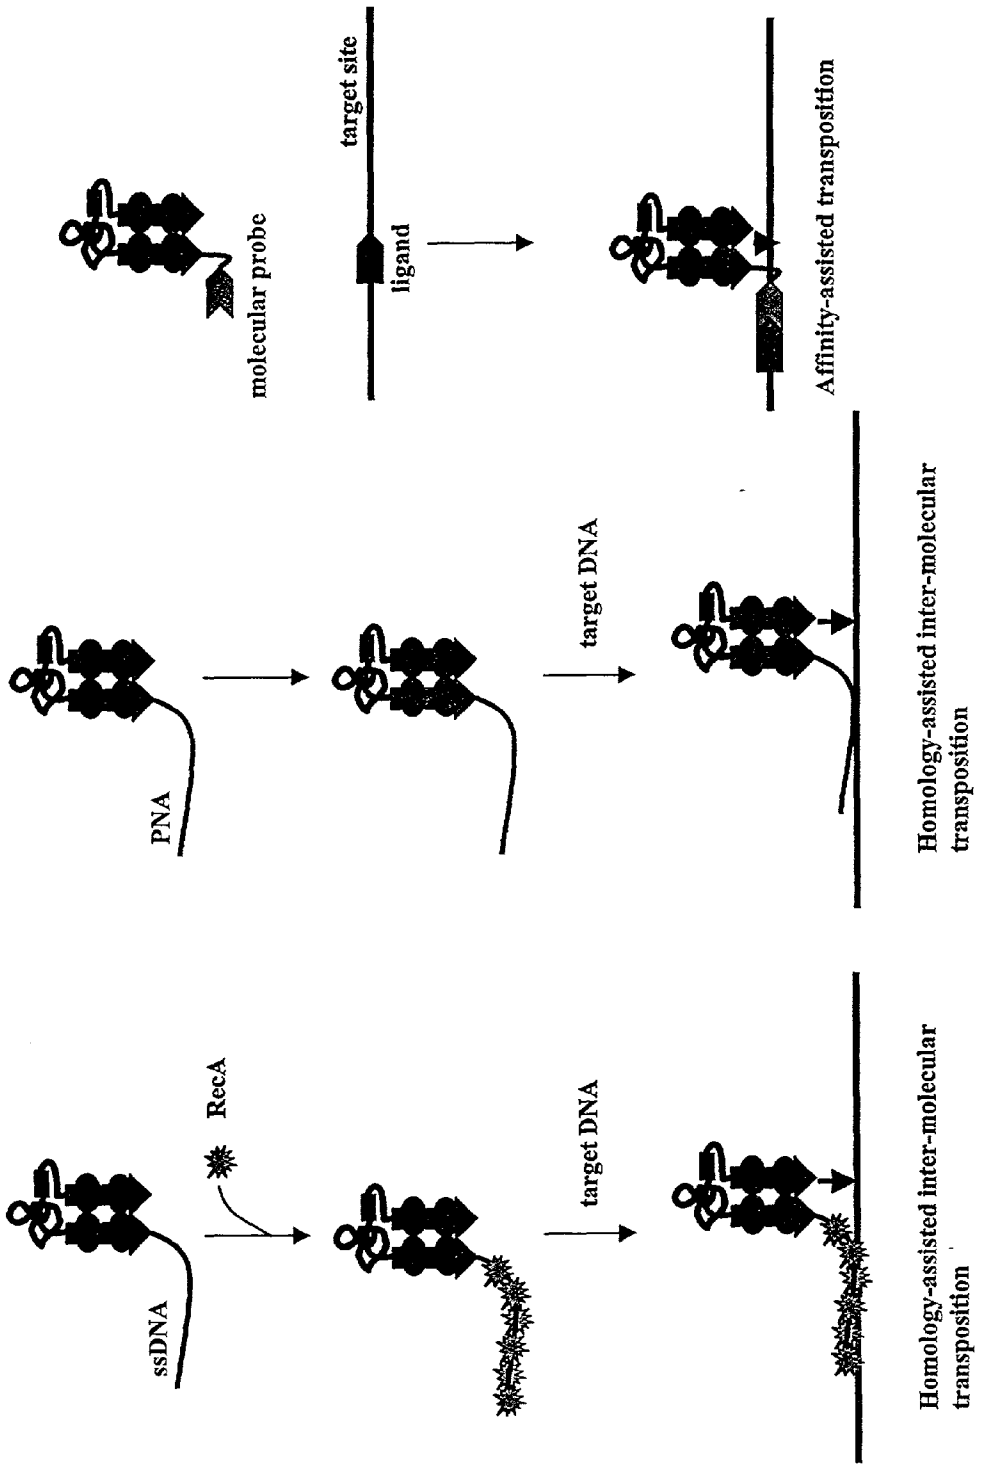 ssDNA
RecA
target DNA
Homology-assisted inter-molecular
transposition
PNA
target DNA
Homology-assisted inter-molecular
transposition
molecular probe
target site
ligand
Affinity-assisted transposition